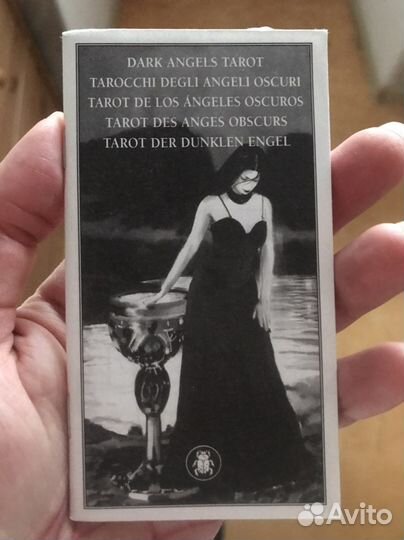 DARK ANGELS TAROT
TAROCCHI DEGLI ANGELI OSCURI
TAROT DE LOS ÁNGELES OSCUROS
TAROT DES ANGES OBSCURS
TAROT DER DUNKLEN ENGEL
Avito